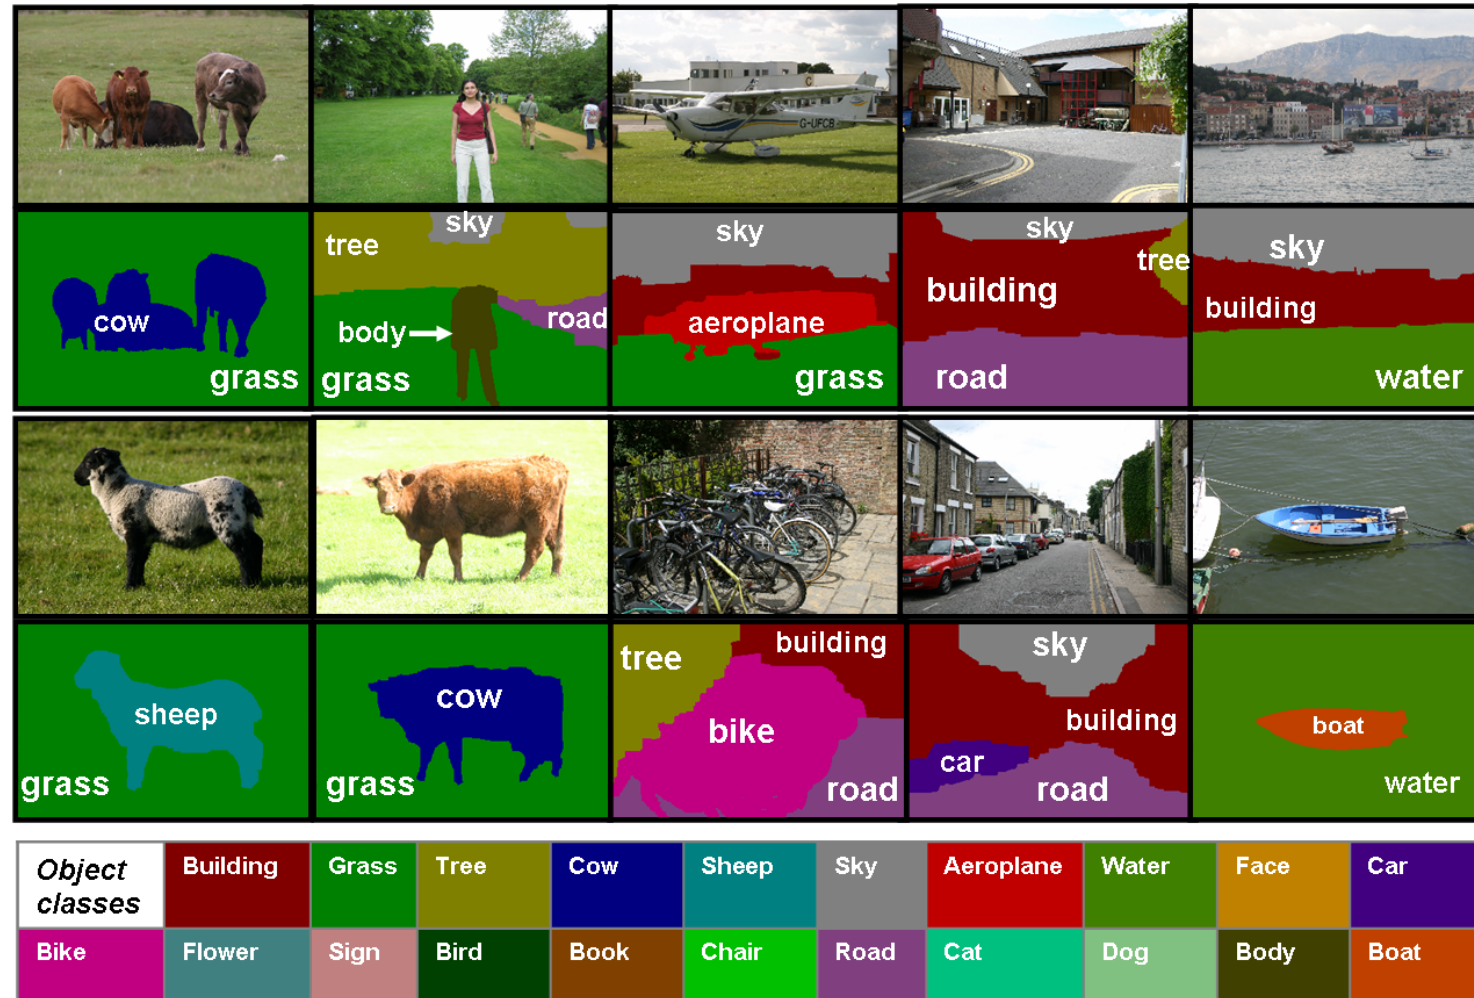 G-UFCB
sky
tree
body
road
grass
cow
grass
sky
aeroplane
grass
sky
tree
building
road
sky
building
water
sheep
grass
cow
grass
tree
building
bike
road
sky
building
car
road
boat
water
Object classes
Building
Grass
Tree
Cow
Sheep
Sky
Aeroplane
Water
Face
Car
Bike
Flower
Sign
Bird
Book
Chair
Road
Cat
Dog
Body
Boat